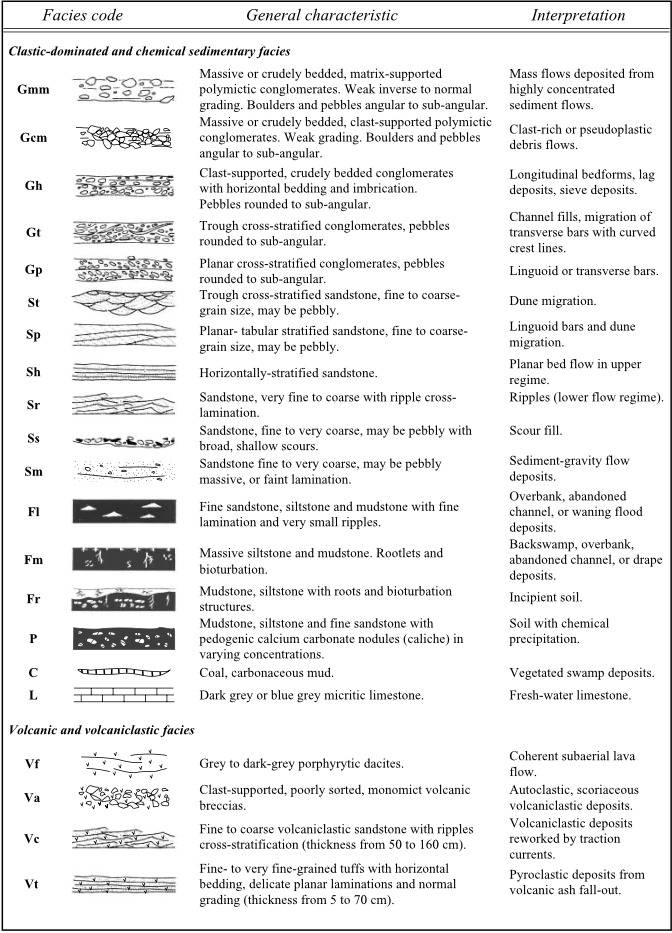 Facies code General characteristic Interpretation
Clastic-dominated and chemical sedimentary facies
Gmm
Massive or crudely bedded, matrix-supported
polymictic conglomerates. Weak inverse to normal
grading. Boulders and pebbles angular to sub-angular.
Mass flows deposited from
highly concentrated
sediment flows.
Gcm
Massive or crudely bedded, clast-supported polymictic
conglomerates. Weak grading. Boulders and pebbles
angular to sub-angular.
Clast-rich or pseudoplastic
debris flows.
Gh
Clast-supported, crudely bedded conglomerates
with horizontal bedding and imbrication.
Pebbles rounded to sub-angular.
Longitudinal bedforms, lag
deposits, sieve deposits.
Gt
Trough cross-stratified conglomerates, pebbles
rounded to sub-angular.
Channel fills, migration of
transverse bars with curved
crest lines.
Gp
Planar cross-stratified conglomerates, pebbles
rounded to sub-angular.
Linguoid or transverse bars.
St
Trough cross-stratified sandstone, fine to coarse-
grain size, may be pebbly.
Dune migration.
Sp
Planar- tabular stratified sandstone, fine to coarse-
grain size, may be pebbly.
Linguoid bars and dune
migration.
Sh
Horizontally-stratified sandstone.
Planar bed flow in upper
regime.
Sr
Sandstone, very fine to coarse with ripple cross-
lamination.
Ripples (lower flow regime).
Ss
Sandstone, fine to very coarse, may be pebbly with
broad, shallow scours.
Scour fill.
Sm
Sandstone fine to very coarse, may be pebbly
massive, or faint lamination.
Sediment-gravity flow
deposits.
Fl
Fine sandstone, siltstone and mudstone with fine
lamination and very small ripples.
Overbank, abandoned
channel, or waning flood
deposits.
Fm
Massive siltstone and mudstone. Rootlets and
bioturbation.
Backswamp, overbank,
abandoned channel, or drape
deposits.
Fr
Mudstone, siltstone with roots and bioturbation
structures.
Incipient soil.
P
Mudstone, siltstone and fine sandstone with
pedogenic calcium carbonate nodules (caliche) in
varying concentrations.
Soil with chemical
precipitation.
C
Coal, carbonaceous mud.
Vegetated swamp deposits.
L
Dark grey or blue grey micritic limestone.
Fresh-water limestone.
Volcanic and volcaniclastic facies
Vf
Grey to dark-grey porphyrytic dacites.
Coherent subaerial lava
flow.
Va
Clast-supported, poorly sorted, monomict volcanic
breccias.
Autoclastic, scoriaceous
volcaniclastic deposits.
Vc
Fine to coarse volcaniclastic sandstone with ripples
cross-stratification (thickness from 50 to 160 cm).
Volcaniclastic deposits
reworked by traction
currents.
Vt
Fine- to very fine-grained tuffs with horizontal
bedding, delicate planar laminations and normal
grading (thickness from 5 to 70 cm).
Pyroclastic deposits from
volcanic ash fall-out.